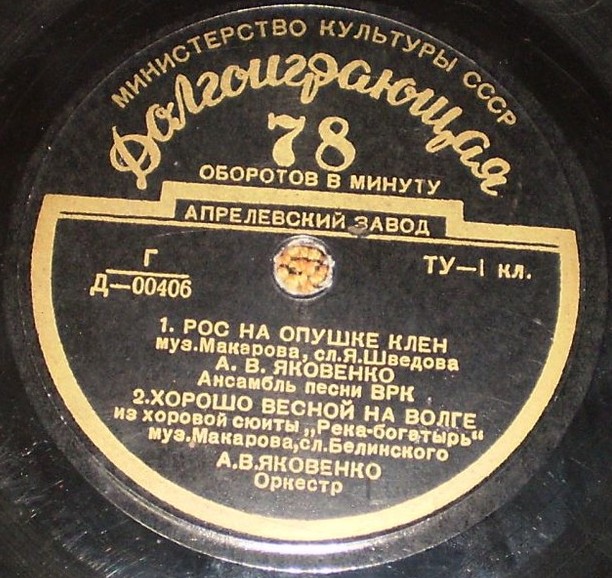 МИНИСТЕРСТВО КУЛЬТУРЫ СССР
Долгоиграющая
78
ОБОРОТОВ В МИНУТУ
АПРЕЛЕВСКИЙ ЗАВОД
Г
Д—00406
ТУ—I кл.
1. РОС НА ОПУШКЕ КЛЕН
муз.Макарова, сл.Я.Шведова
А. В. ЯКОВЕНКО
Ансамбль песни ВРК
2.ХОРОШО ВЕСНОЙ НА ВОЛГЕ
из хоровой сюиты „Река-богатырь"
муз.Макарова,сл.Белинского
А.В.ЯКОВЕНКО
Оркестр